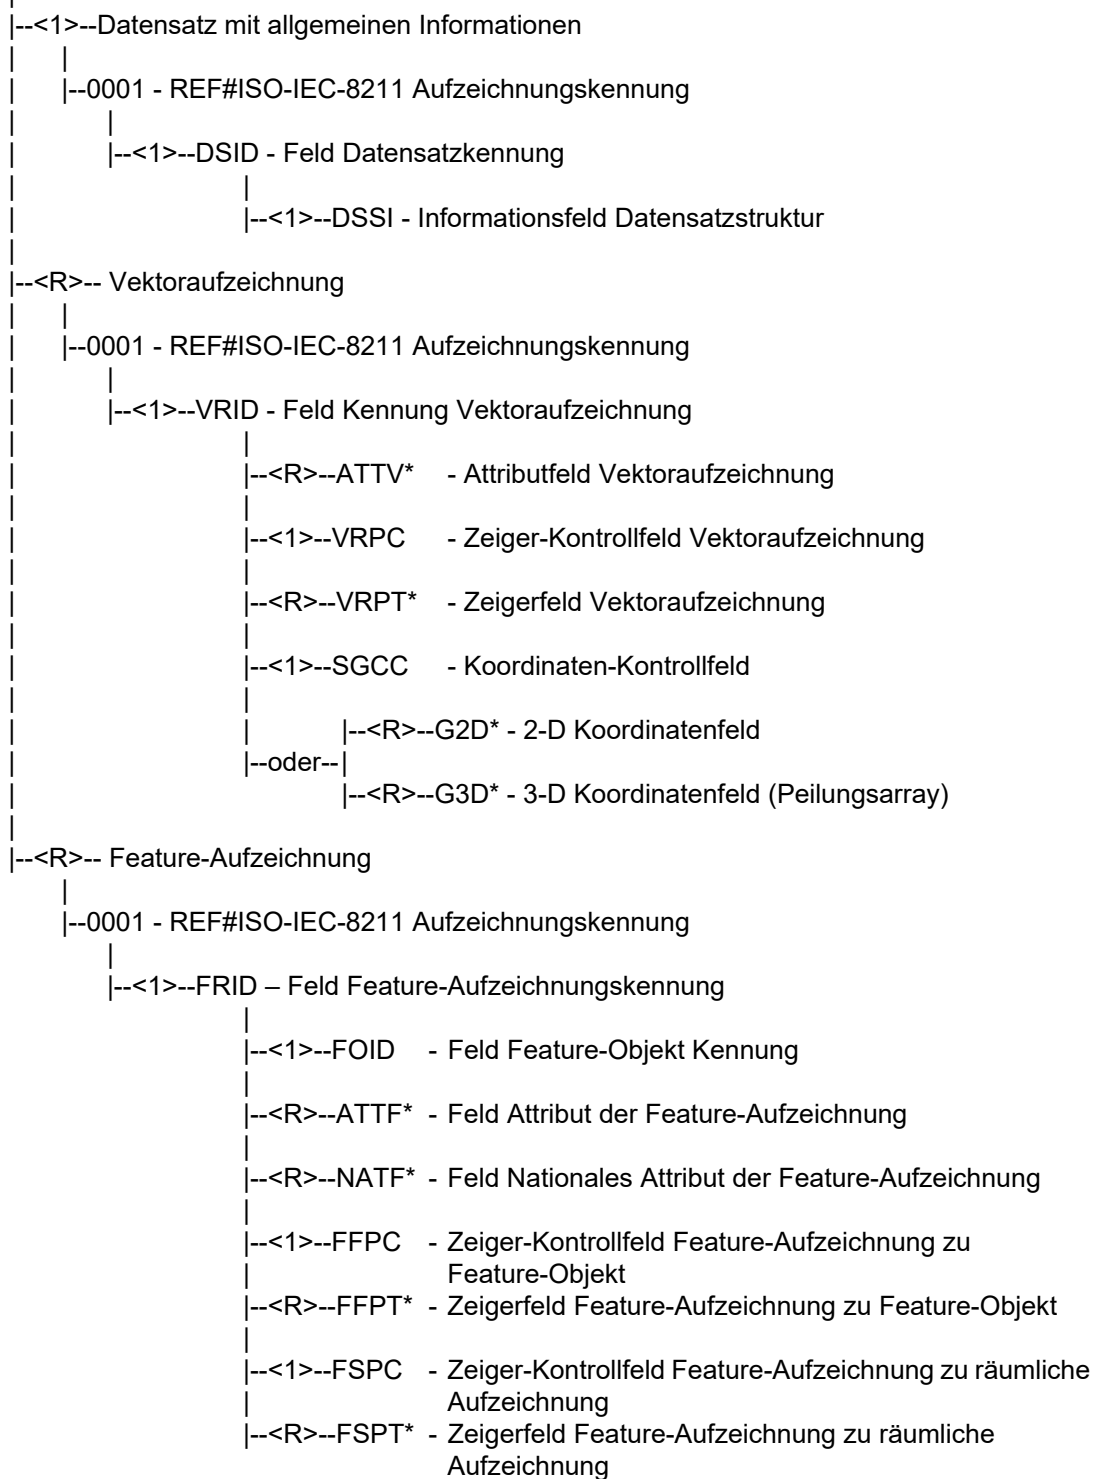 |
|--<1>--Datensatz mit allgemeinen Informationen
| |
| |--0001 - REF#ISO-IEC-8211 Aufzeichnungskennung
| |
| |--<1>--DSID - Feld Datensatzkennung
| |
| |--<1>--DSSI - Informationsfeld Datensatzstruktur
|
|--<R>-- Vektoraufzeichnung
| |
| |--0001 - REF#ISO-IEC-8211 Aufzeichnungskennung
| |
| |--<1>--VRID - Feld Kennung Vektoraufzeichnung
| |
| |--<R>--ATTV* - Attributfeld Vektoraufzeichnung
| |
| |--<1>--VRPC - Zeiger-Kontrollfeld Vektoraufzeichnung
| |
| |--<R>--VRPT* - Zeigerfeld Vektoraufzeichnung
| |
| |--<1>--SGCC - Koordinaten-Kontrollfeld
| |
| | |--<R>--G2D* - 2-D Koordinatenfeld
| |--oder--|
| |--<R>--G3D* - 3-D Koordinatenfeld (Peilungsarray)
|
|--<R>-- Feature-Aufzeichnung
|
|--0001 - REF#ISO-IEC-8211 Aufzeichnungskennung
|
|--<1>--FRID – Feld Feature-Aufzeichnungskennung
|
|--<1>--FOID - Feld Feature-Objekt Kennung
|
|--<R>--ATTF* - Feld Attribut der Feature-Aufzeichnung
|
|--<R>--NATF* - Feld Nationales Attribut der Feature-Aufzeichnung
|
|--<1>--FFPC - Zeiger-Kontrollfeld Feature-Aufzeichnung zu
| Feature-Objekt
|--<R>--FFPT* - Zeigerfeld Feature-Aufzeichnung zu Feature-Objekt
|
|--<1>--FSPC - Zeiger-Kontrollfeld Feature-Aufzeichnung zu räumliche
| Aufzeichnung
|--<R>--FSPT* - Zeigerfeld Feature-Aufzeichnung zu räumliche
Aufzeichnung